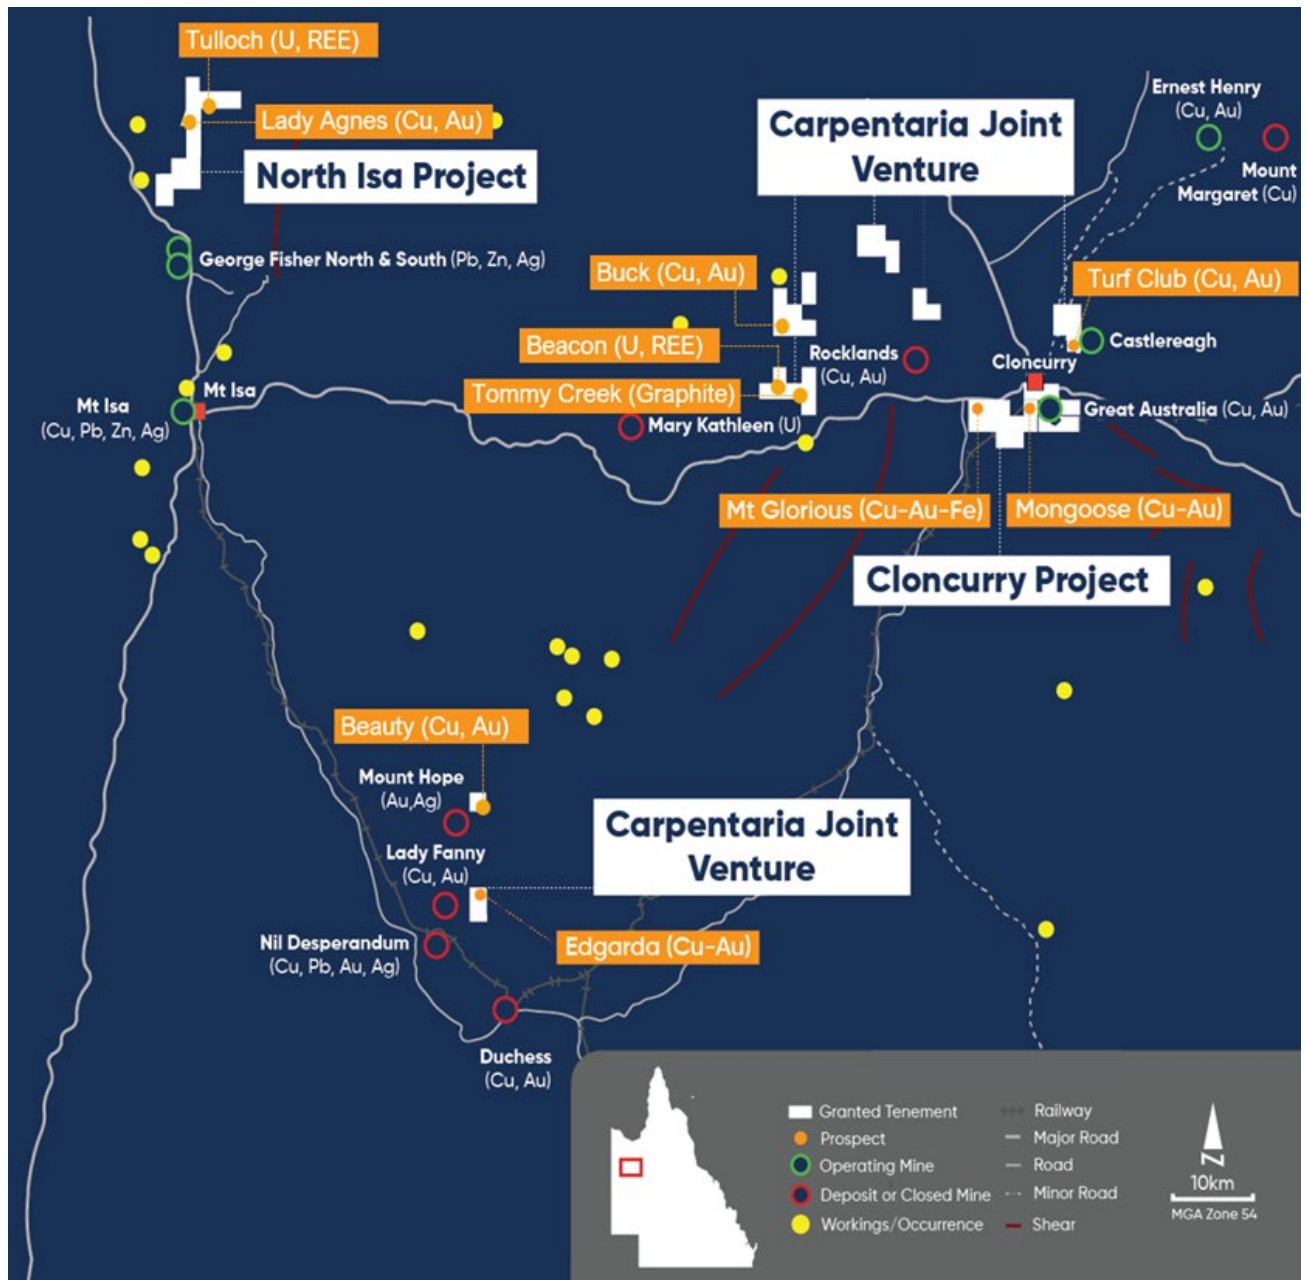 Tulloch (U, REE)
Lady Agnes (Cu, Au)
North Isa Project
George Fisher North & South (Pb, Zn, Ag)
Carpentaria Joint
Venture
Ernest Henry
(Cu, Au)
Mount
Margaret (Cu)
Buck (Cu, Au)
Turf Club (Cu, Au)
Beacon (U, REE)
Rocklands
(Cu, Au)
Castlereagh
Cloncurry
Tommy Creek (Graphite)
Mt Isa
Mt Isa
(Cu, Pb, Zn, Ag)
Mary Kathleen (U)
Great Australia (Cu, Au)
Mt Glorious (Cu-Au-Fe)
Mongoose (Cu-Au)
Cloncurry Project
Beauty (Cu, Au)
Mount Hope
(Au,Ag)
Carpentaria Joint
Venture
Lady Fanny
(Cu, Au)
Nil Desperandum
(Cu, Pb, Au, Ag)
Edgarda (Cu-Au)
Duchess
(Cu, Au)
Granted Tenement
Prospect
Operating Mine
Deposit or Closed Mine
Workings/Occurrence
Railway
Major Road
Road
Minor Road
Shear
N
10km
MGA Zone 54